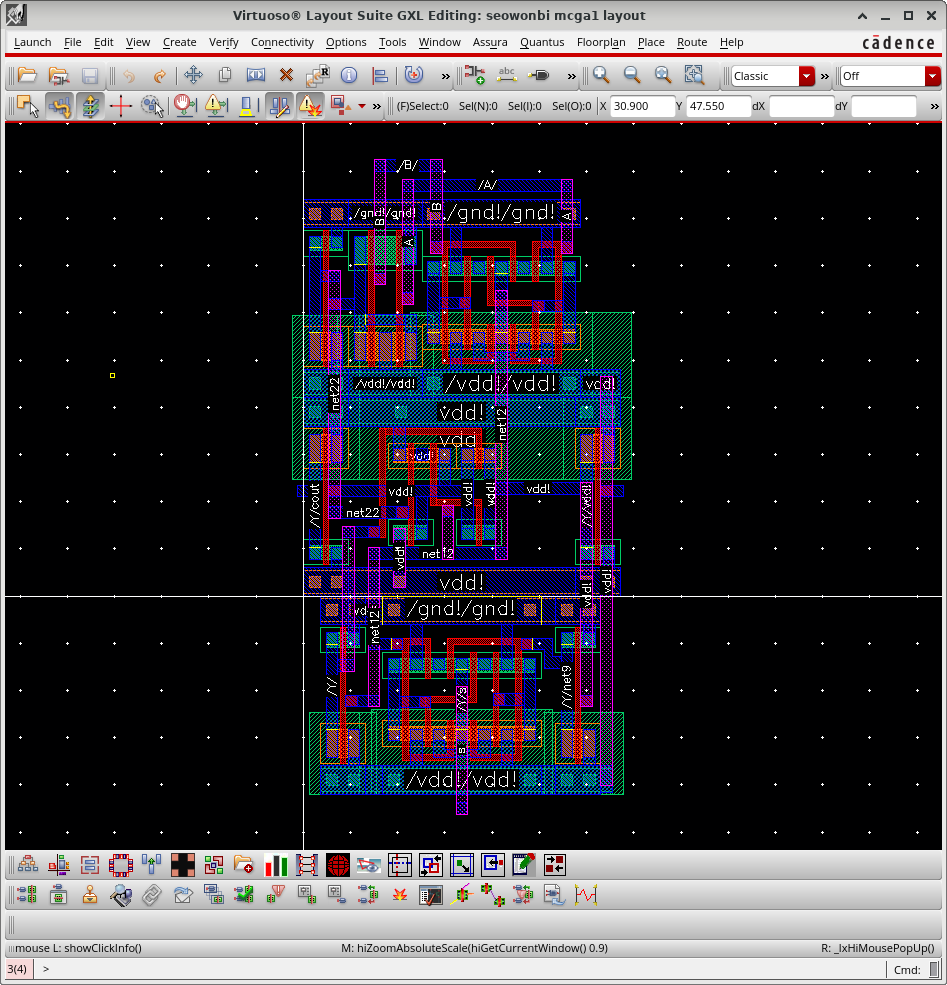 Virtuoso® Layout Suite GXL Editing: seowonbi mcga1 layout
Launch File Edit View Create Verify Connectivity Options Tools Window Assura Quantus Floorplan Place Route Help cādence
abc » » Classic » Off
(F)Select:0 Sel(N):0 Sel(I):0 Sel(O):0 X 30.900 Y 47.550 dX dY »
/B/
/A/
/gnd!/gnd! /gnd!/gnd!
B B A
A
/vdd!/vdd! /vdd!/vdd! vdd!
net22
vdd!
net12
vdd
vdd!
vdd! vdd! vdd! vdd!
/Y/cout /Y/vdd!
net22
vdd! net12
vdd! vdd! vdd!
/gnd!/gnd!
net12
/Y/ /Y/s /Y/net9
s
/vdd!/vdd!
mouse L: showClickInfo() M: hiZoomAbsoluteScale(hiGetCurrentWindow() 0.9) R: _lxHiMousePopUp()
3(4) > Cmd: